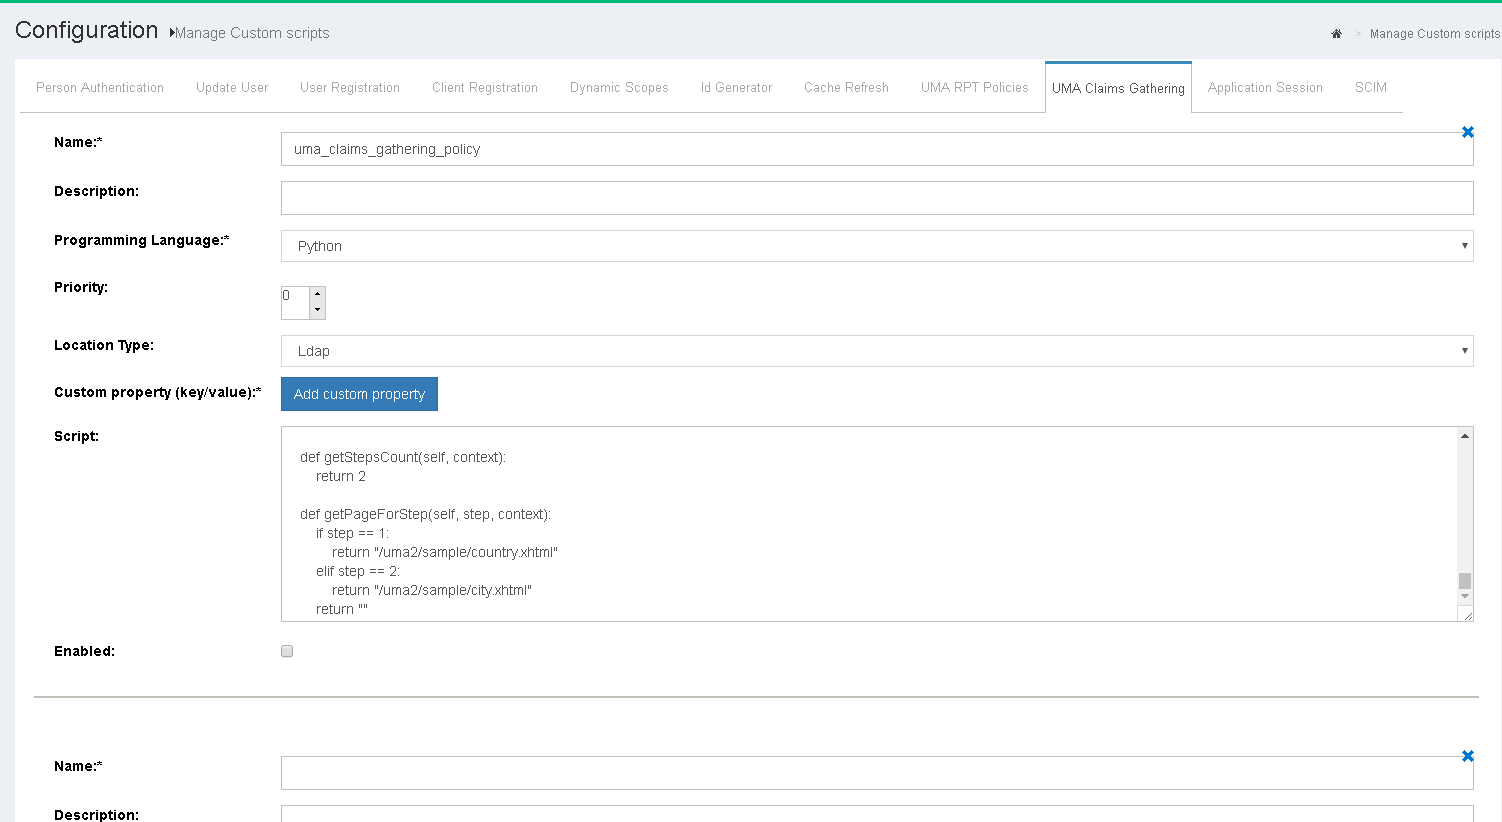 Configuration Manage Custom scripts
> Manage Custom scripts
Person Authentication Update User User Registration Client Registration Dynamic Scopes Id Generator Cache Refresh UMA RPT Policies UMA Claims Gathering Application Session SCIM
Name:*
uma_claims_gathering_policy
Description:
Programming Language:*
Python
Priority:
0
Location Type:
Ldap
Custom property (key/value):*
Add custom property
Script:
def getStepsCount(self, context):
return 2
def getPageForStep(self, step, context):
if step == 1:
return "/uma2/sample/country.xhtml"
elif step == 2:
return "/uma2/sample/city.xhtml"
return ""
Enabled:
Name:*
Description: